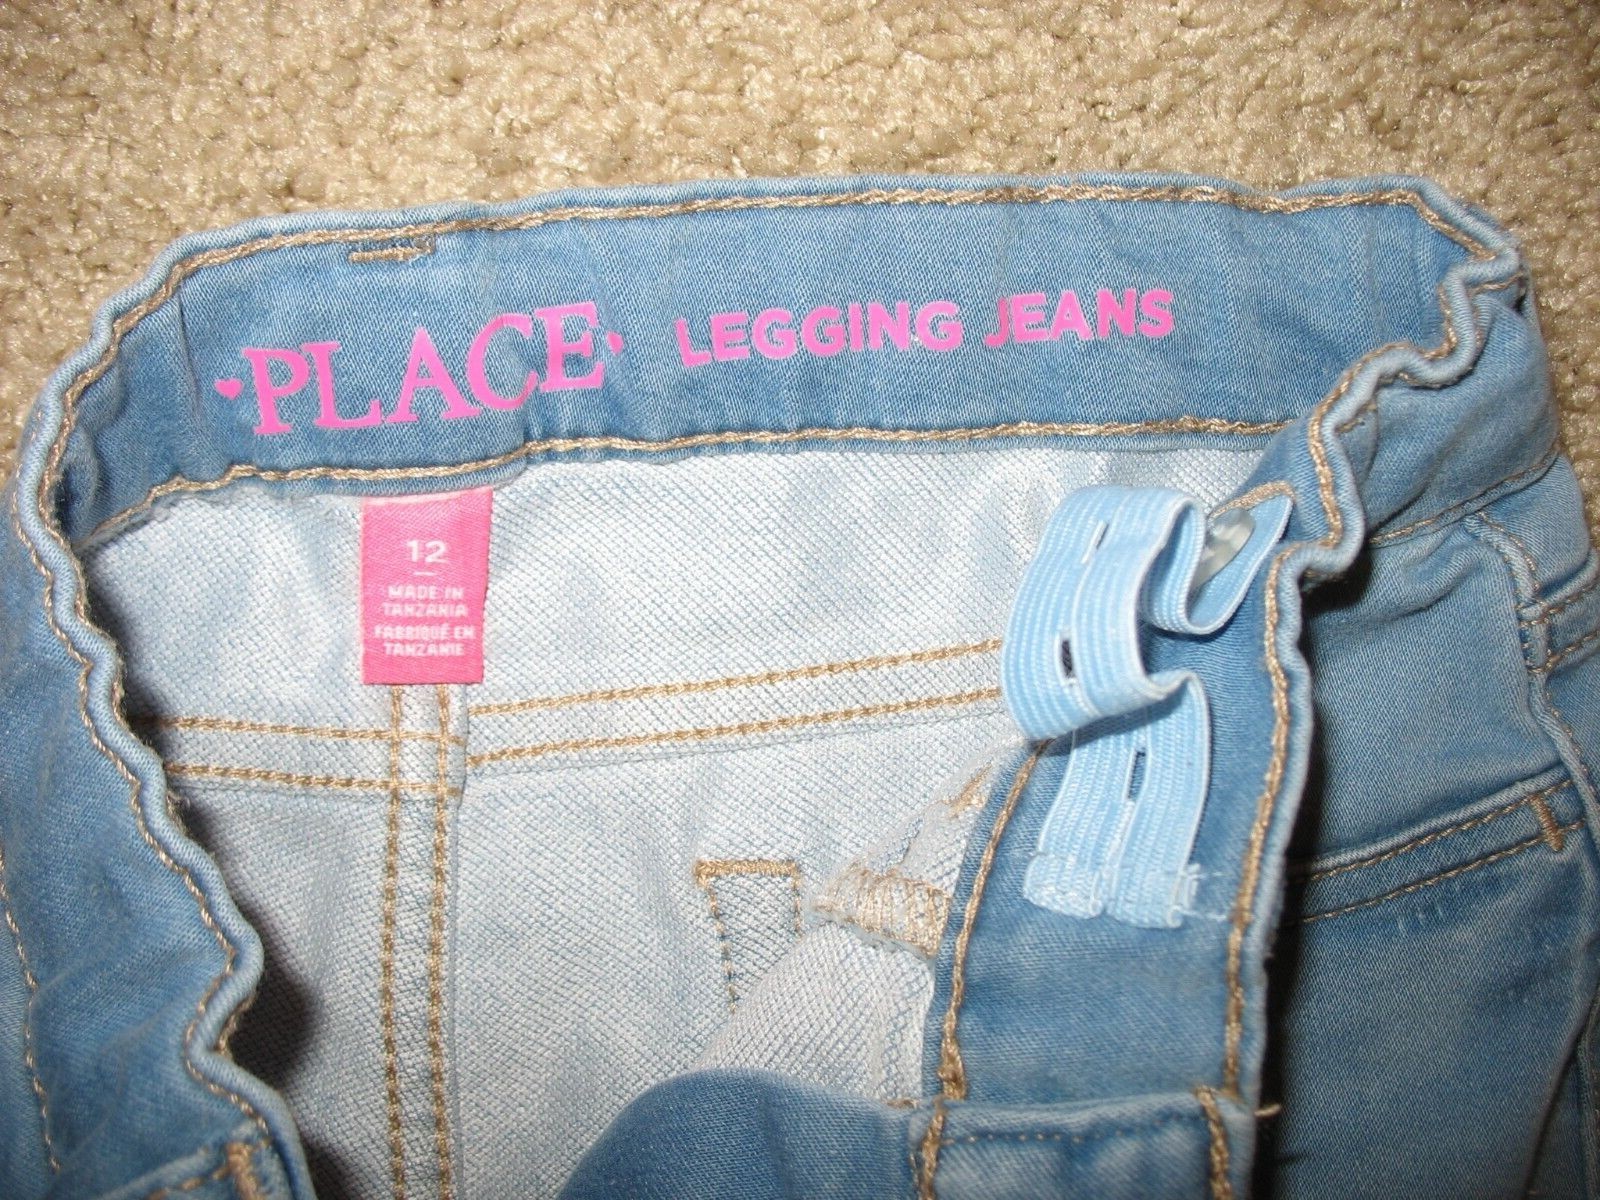 PLACE LEGGING JEANS
12
MADE IN
TANZANIA
FABRIQUÉ EN
TANZANIE